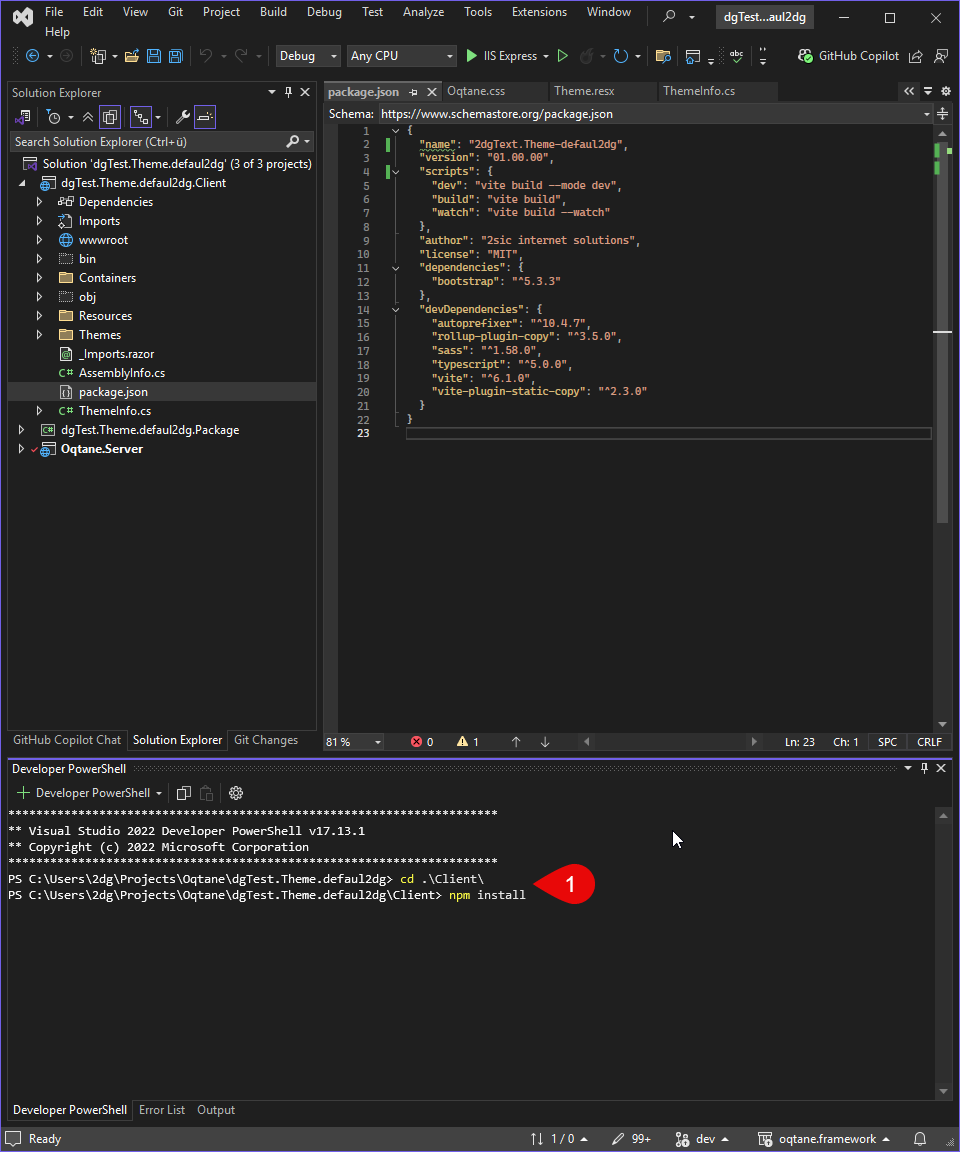 File Edit View Git Project Build Debug Test Analyze Tools Extensions Window dgTest...aul2dg
Help
Debug Any CPU IIS Express abc GitHub Copilot
Solution Explorer
Search Solution Explorer (Ctrl+ü)
Solution 'dgTest.Theme.defaul2dg' (3 of 3 projects)
dgTest.Theme.defaul2dg.Client
Dependencies
Imports
wwwroot
bin
Containers
obj
Resources
Themes
_Imports.razor
C# AssemblyInfo.cs
package.json
C# ThemeInfo.cs
C# dgTest.Theme.defaul2dg.Package
Oqtane.Server
GitHub Copilot Chat Solution Explorer Git Changes
package.json Oqtane.css Theme.resx ThemeInfo.cs
Schema: https://www.schemastore.org/package.json
1 {
2 "name": "2dgText.Theme-defaul2dg",
3 "version": "01.00.00",
4 "scripts": {
5 "dev": "vite build --mode dev",
6 "build": "vite build",
7 "watch": "vite build --watch"
8 },
9 "author": "2sic internet solutions",
10 "license": "MIT",
11 "dependencies": {
12 "bootstrap": "^5.3.3"
13 },
14 "devDependencies": {
15 "autoprefixer": "^10.4.7",
16 "rollup-plugin-copy": "^3.5.0",
17 "sass": "^1.58.0",
18 "typescript": "^5.0.0",
19 "vite": "^6.1.0",
20 "vite-plugin-static-copy": "^2.3.0"
21 }
22 }
23
81 % 0 1 Ln: 23 Ch: 1 SPC CRLF
Developer PowerShell
Developer PowerShell
**********************************************************************
** Visual Studio 2022 Developer PowerShell v17.13.1
** Copyright (c) 2022 Microsoft Corporation
**********************************************************************
PS C:\Users\2dg\Projects\Oqtane\dgTest.Theme.defaul2dg> cd .\Client\
PS C:\Users\2dg\Projects\Oqtane\dgTest.Theme.defaul2dg\Client> npm install
1
Developer PowerShell Error List Output
Ready 1 / 0 99+ dev oqtane.framework